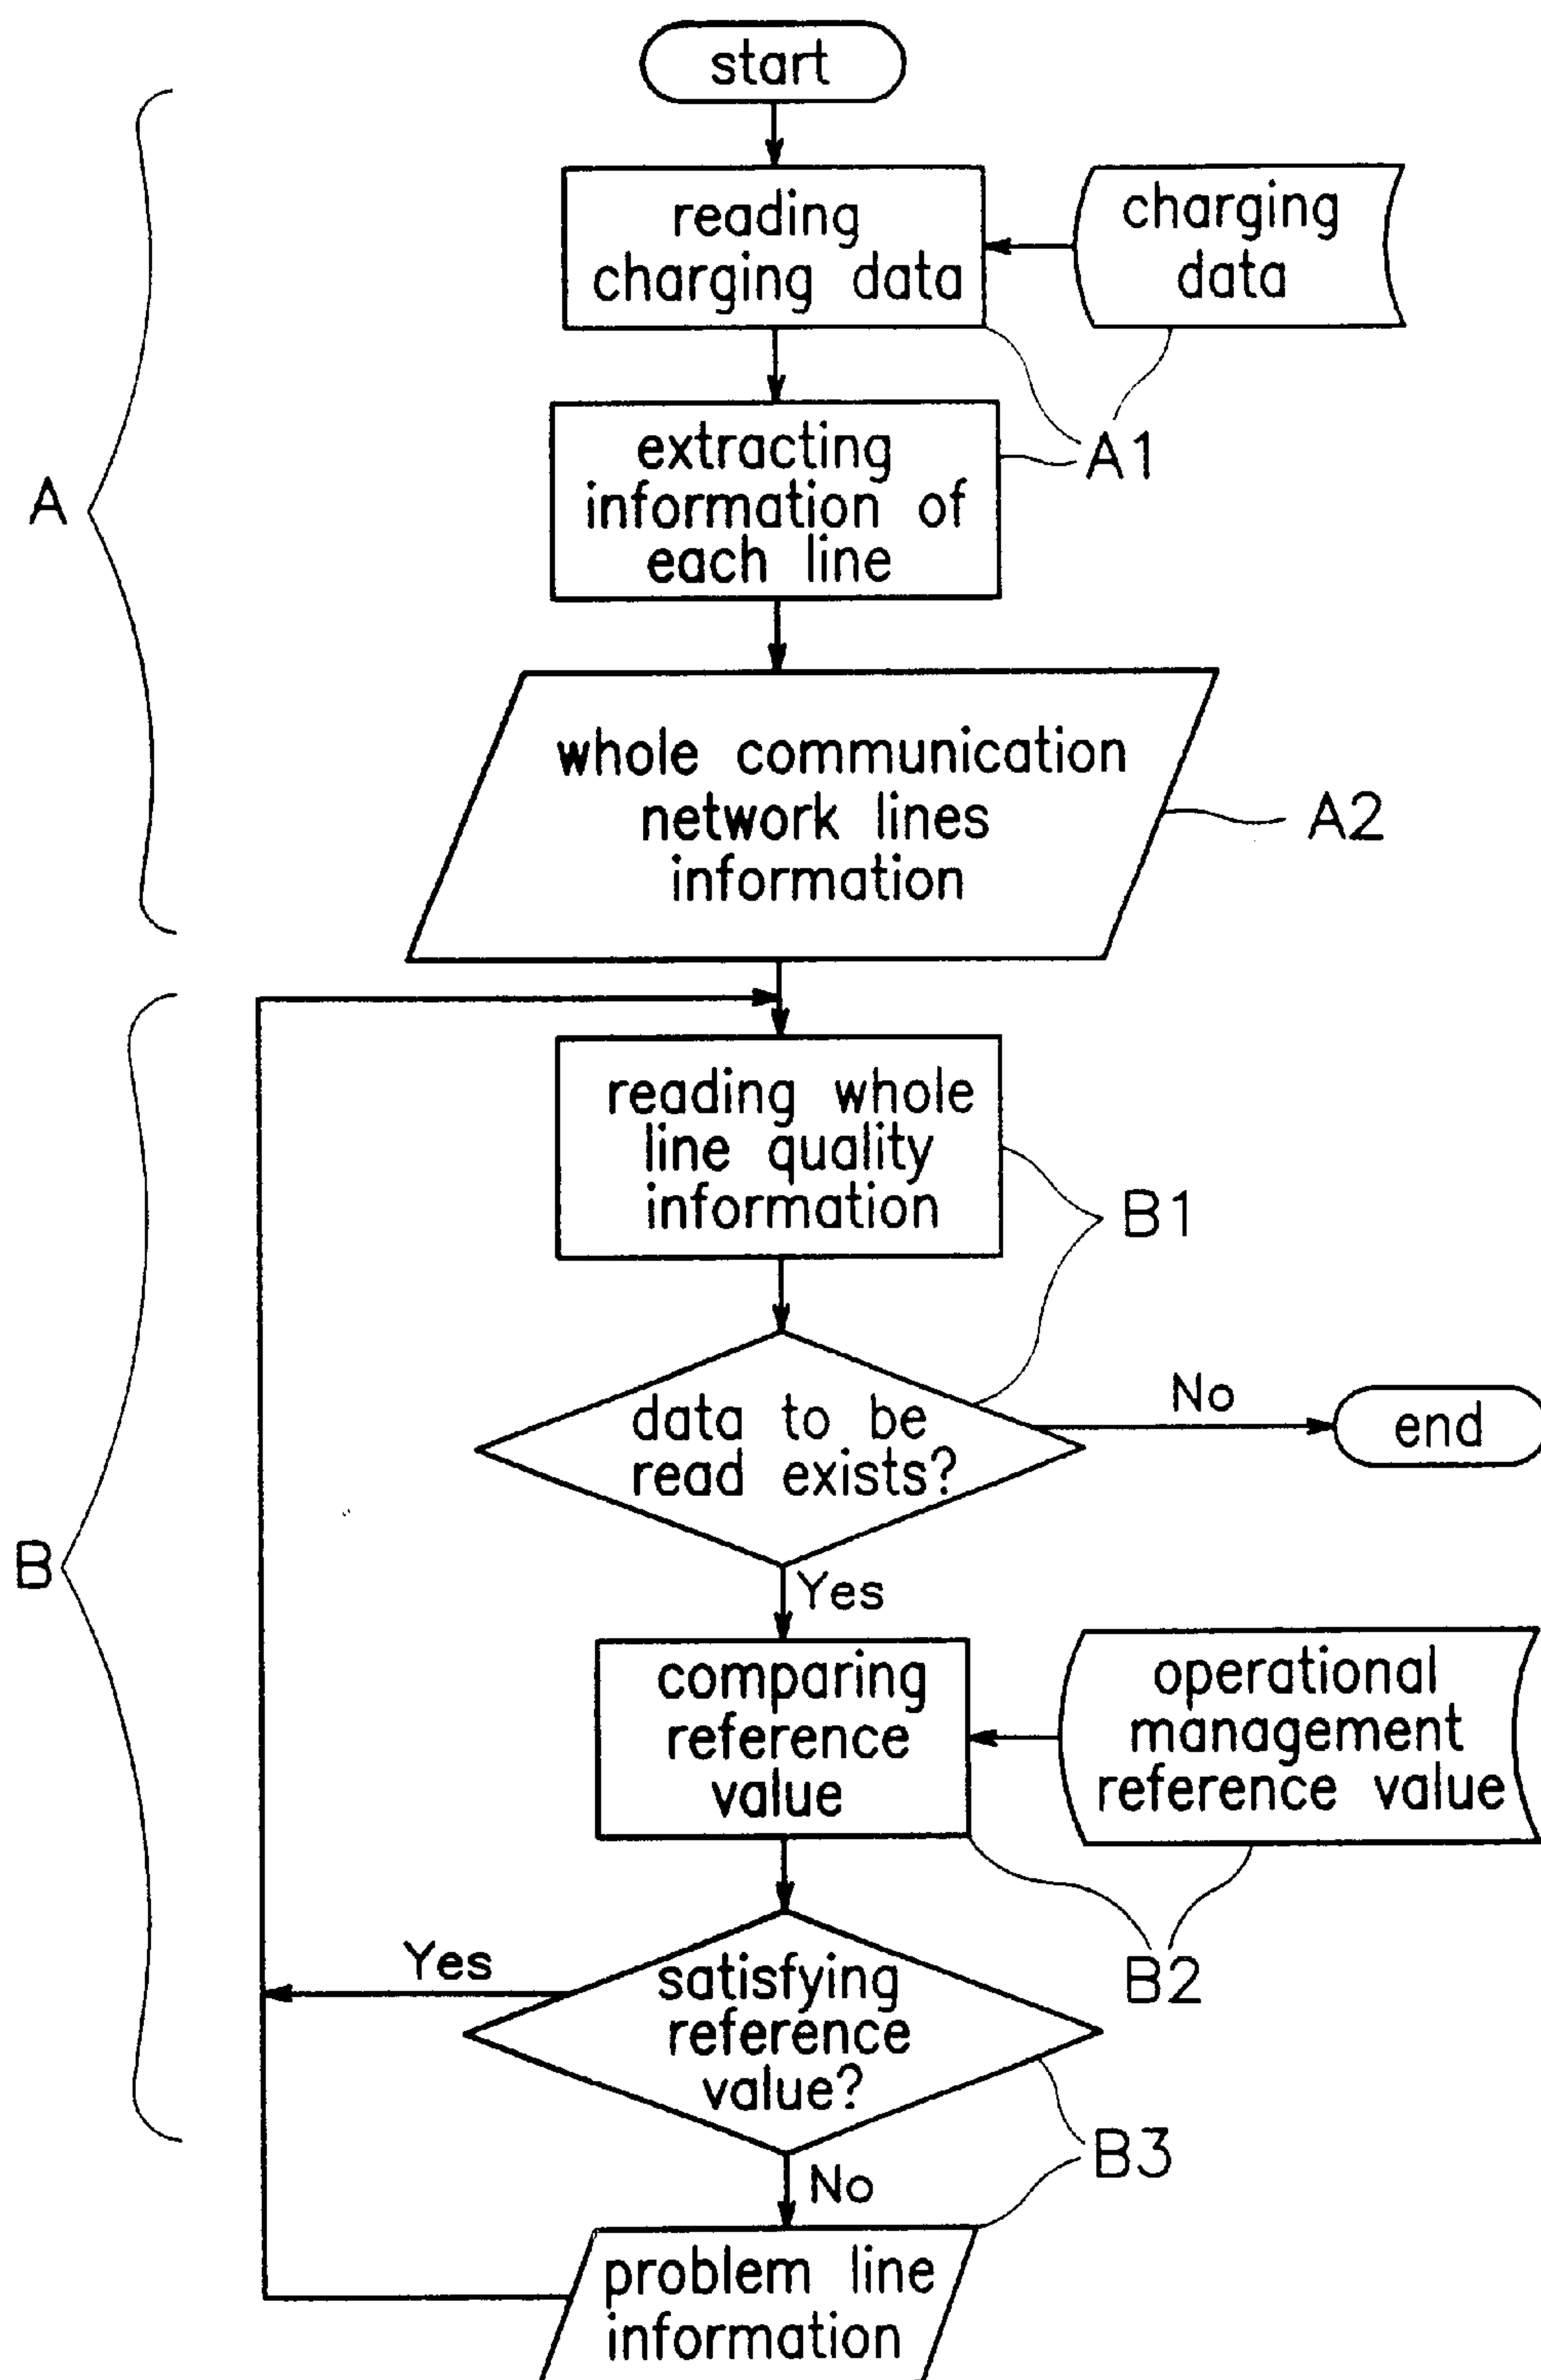 start
reading
charging data
charging
data
A1
extracting
information of
each line
A
whole communication
network lines
information
A2
reading whole
line quality
information
B1
data to be
read exists?
No
end
Yes
B
comparing
reference
value
operational
management
reference value
B2
Yes
satisfying
reference
value?
B3
No
problem line
information